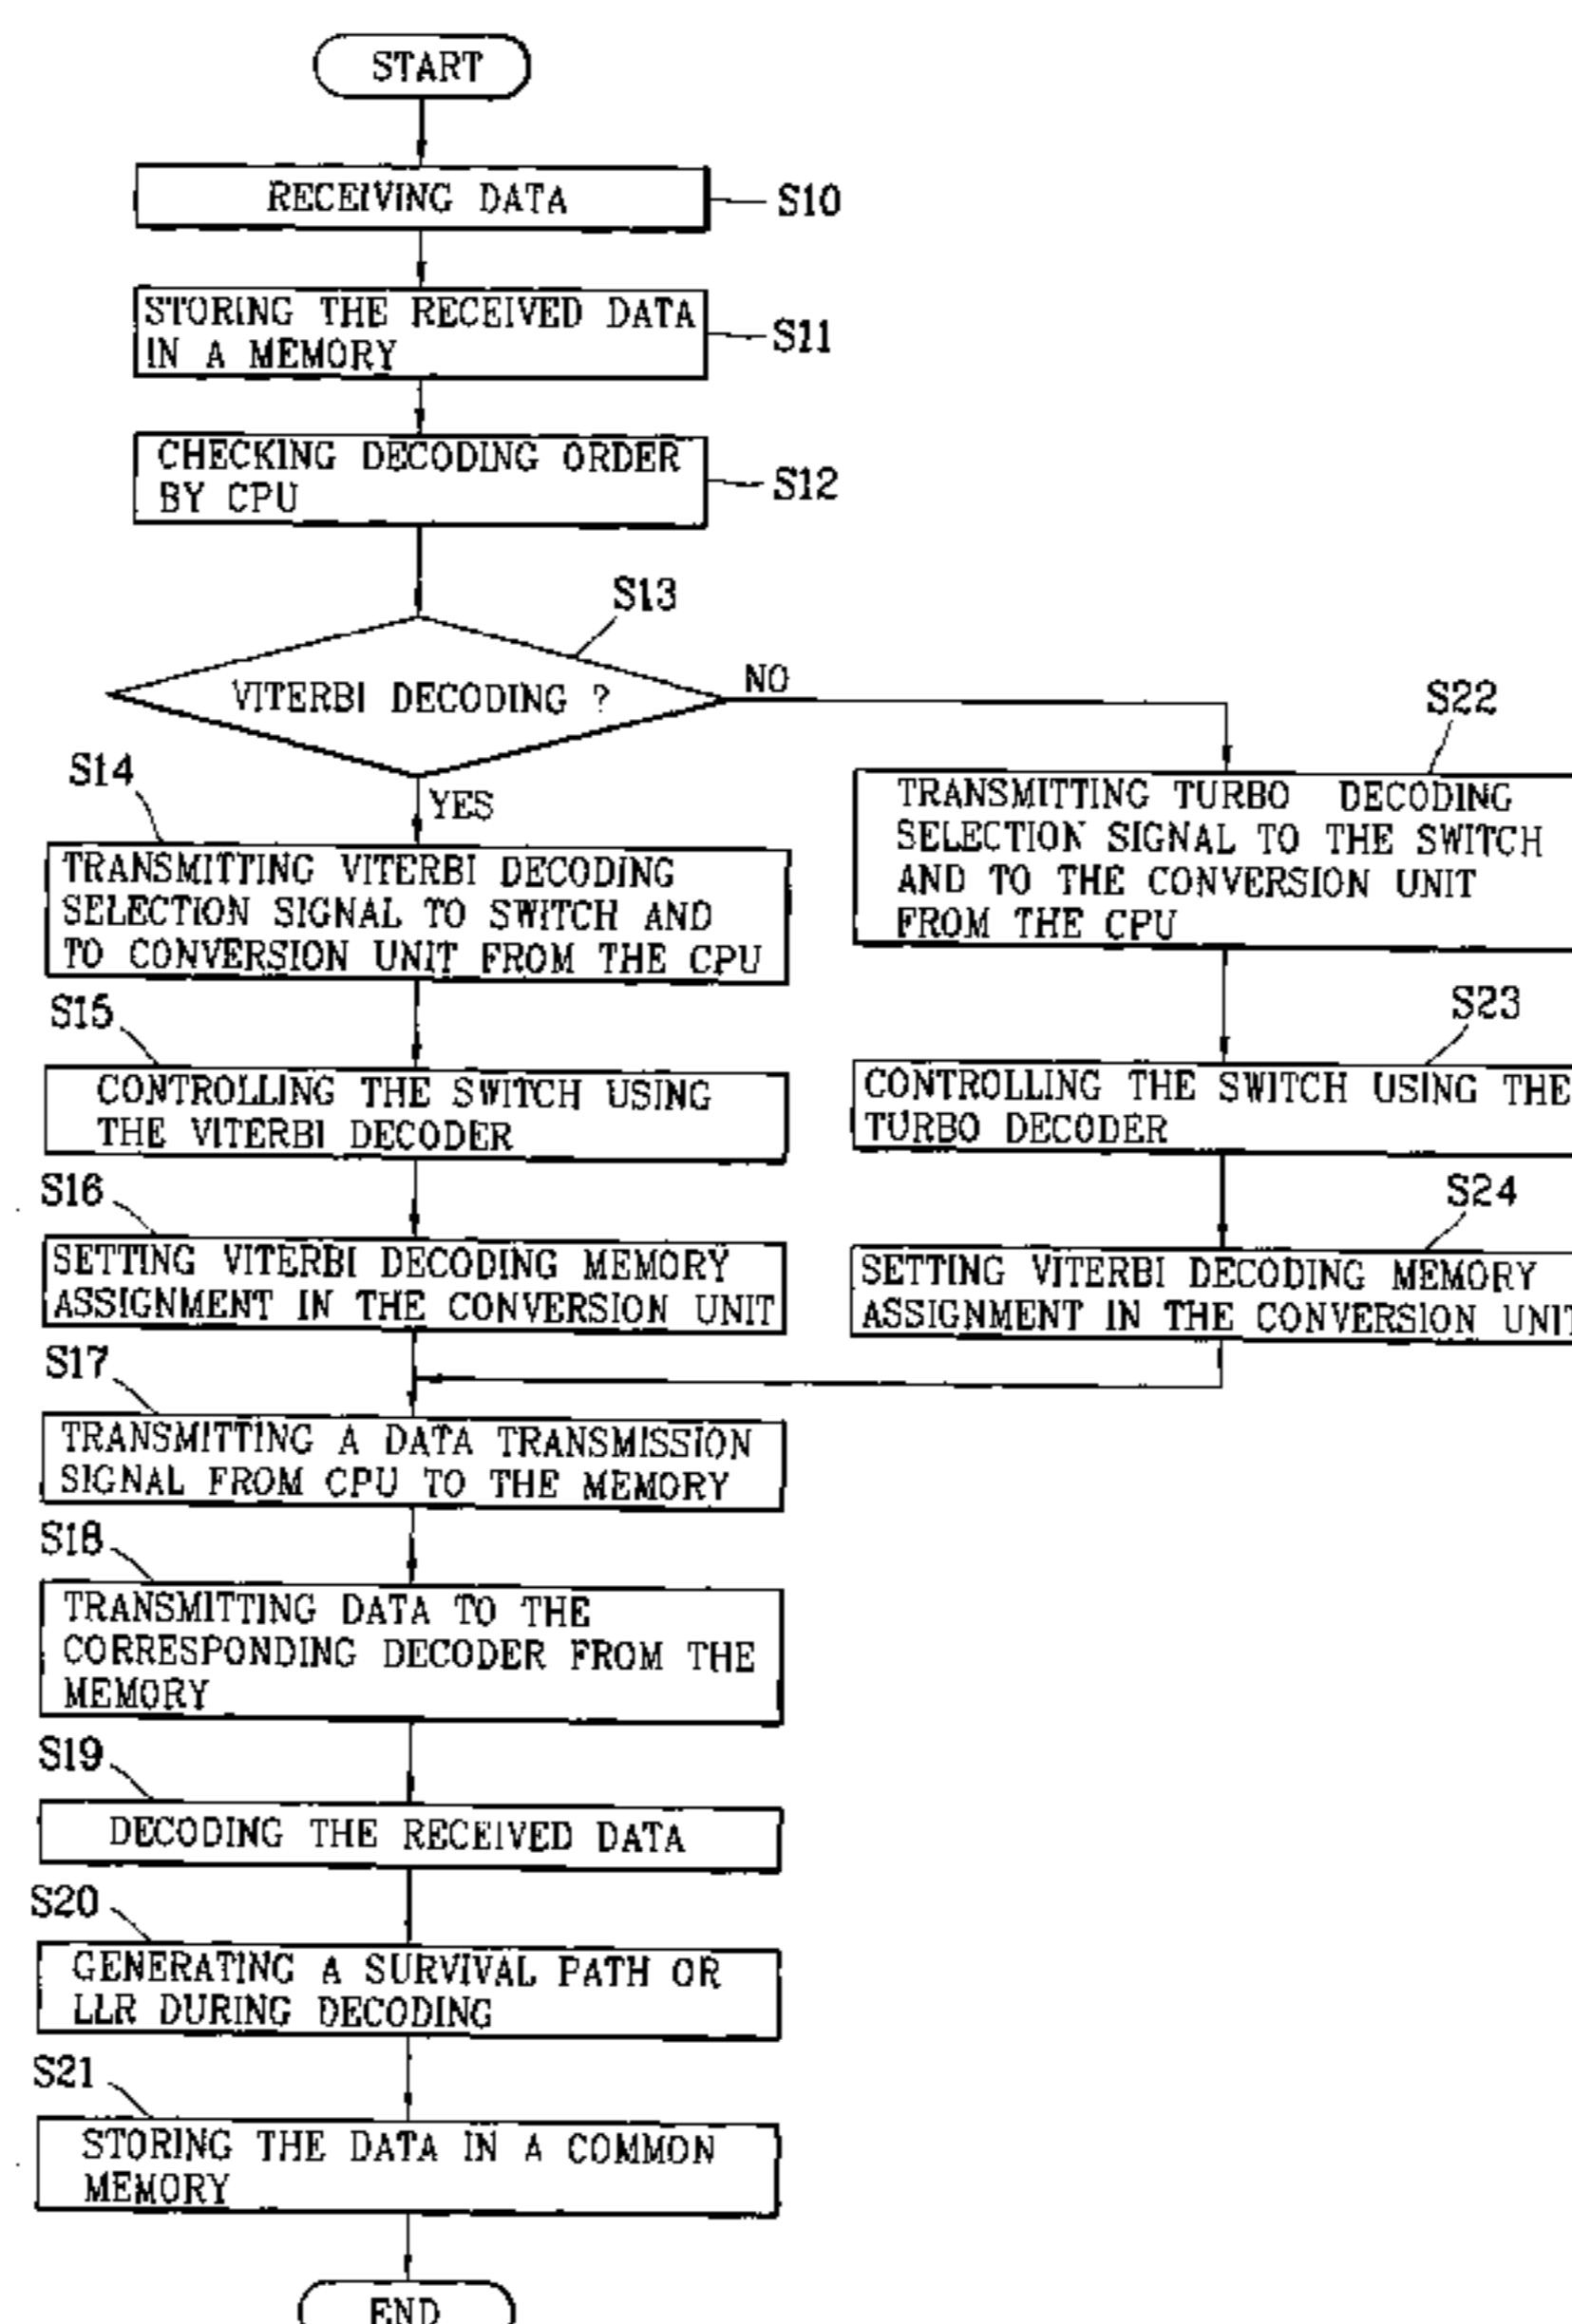 START
RECEIVING DATA
S10
STORING THE RECEIVED DATA
IN A MEMORY
S11
CHECKING DECODING ORDER
BY CPU
S12
S13
VITERBI DECODING ?
NO
YES
S14
TRANSMITTING VITERBI DECODING
SELECTION SIGNAL TO SWITCH AND
TO CONVERSION UNIT FROM THE CPU
S15
CONTROLLING THE SWITCH USING
THE VITERBI DECODER
S16
SETTING VITERBI DECODING MEMORY
ASSIGNMENT IN THE CONVERSION UNIT
S22
TRANSMITTING TURBO DECODING
SELECTION SIGNAL TO THE SWITCH
AND TO THE CONVERSION UNIT
FROM THE CPU
S23
CONTROLLING THE SWITCH USING THE
TURBO DECODER
S24
SETTING VITERBI DECODING MEMORY
ASSIGNMENT IN THE CONVERSION UNIT
S17
TRANSMITTING A DATA TRANSMISSION
SIGNAL FROM CPU TO THE MEMORY
S18
TRANSMITTING DATA TO THE
CORRESPONDING DECODER FROM THE
MEMORY
S19
DECODING THE RECEIVED DATA
S20
GENERATING A SURVIVAL PATH OR
LLR DURING DECODING
S21
STORING THE DATA IN A COMMON
MEMORY
END